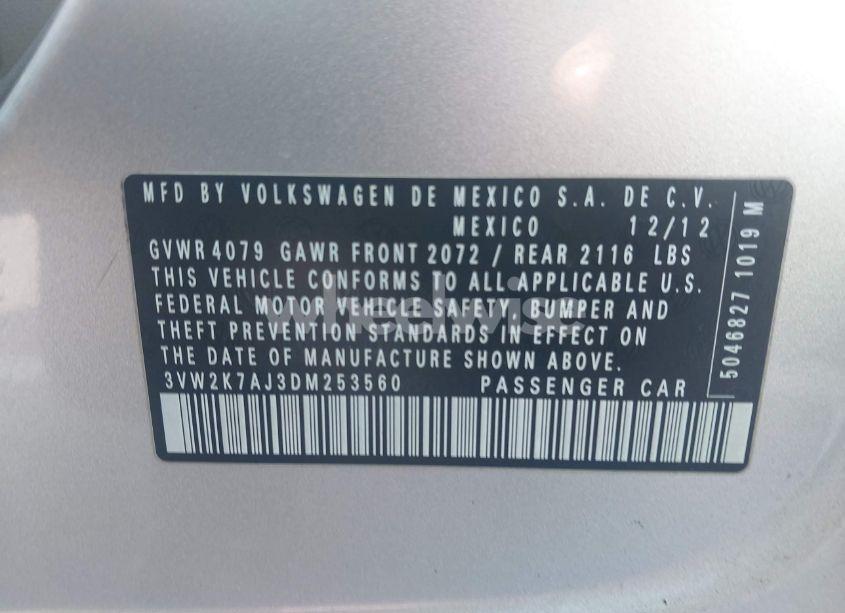 MFD BY VOLKSWAGEN DE MEXICO S.A. DE C.V.
MEXICO 12/12
GVWR 4079 GAWR FRONT 2072 / REAR 2116 LBS
THIS VEHICLE CONFORMS TO ALL APPLICABLE U.S.
FEDERAL MOTOR VEHICLE SAFETY, BUMPER AND
THEFT PREVENTION STANDARDS IN EFFECT ON
THE DATE OF MANUFACTURE SHOWN ABOVE.
3VW2K7AJ3DM253560 PASSENGER CAR
5046827 1019 M
wheelwise